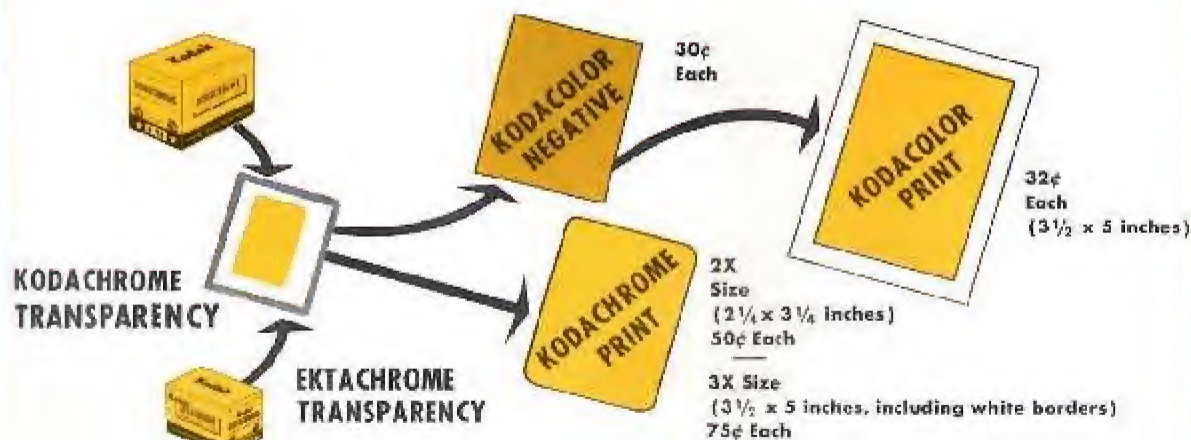 Kodak
KODACHROME
TRANSPARENCY
EKTACHROME
TRANSPARENCY
KODACOLOR
NEGATIVE
30¢
Each
KODACOLOR
PRINT
32¢
Each
(3½ x 5 inches)
KODACHROME
PRINT
2X
Size
(2¼ x 3¼ inches)
50¢ Each
3X Size
(3½ x 5 inches, including white borders)
75¢ Each